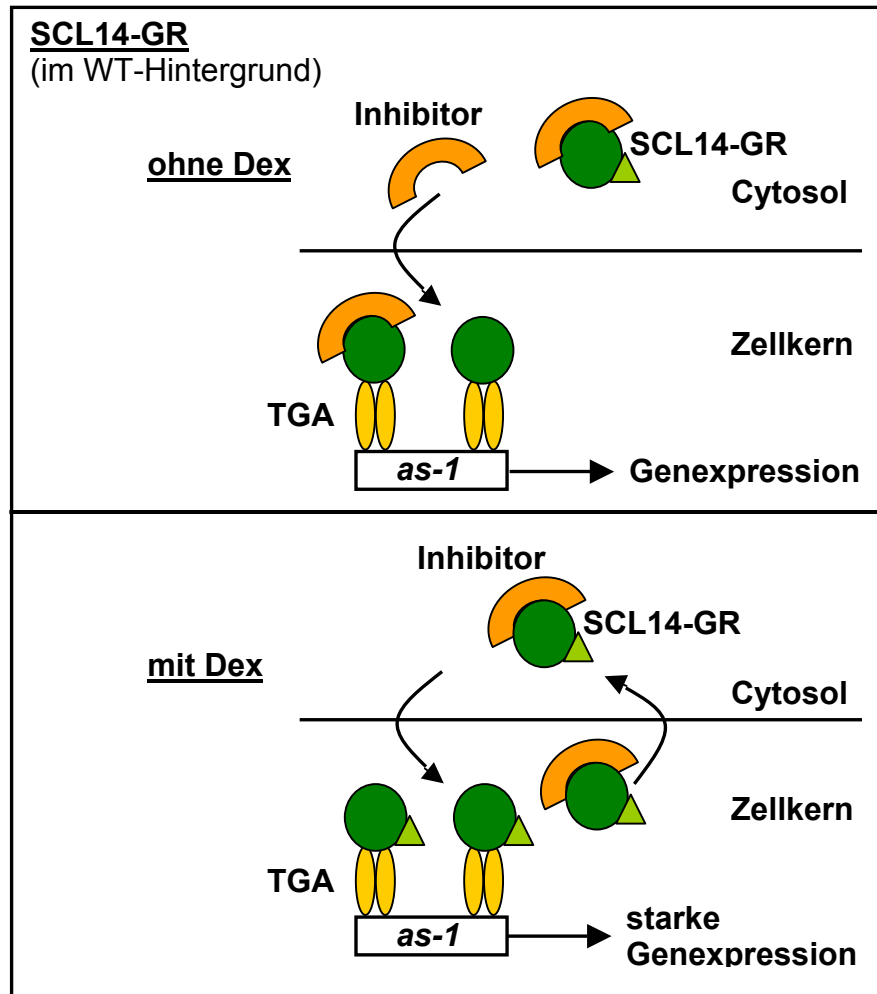 SCL14-GR
(im WT-Hintergrund)
Inhibitor
SCL14-GR
ohne Dex
Cytosol
Zellkern
TGA
as-1
Genexpression
Inhibitor
SCL14-GR
mit Dex
Cytosol
Zellkern
TGA
as-1
starke
Genexpression